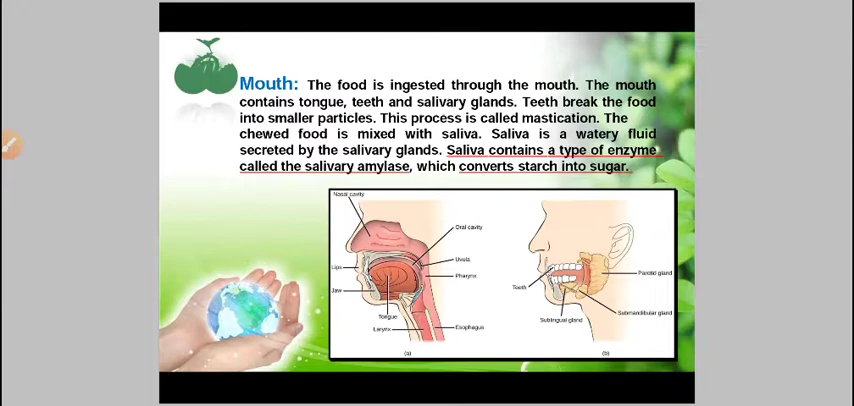 Mouth: The food is ingested through the mouth. The mouth
contains tongue, teeth and salivary glands. Teeth break the food
into smaller particles. This process is called mastication. The
chewed food is mixed with saliva. Saliva is a watery fluid
secreted by the salivary glands. Saliva contains a type of enzyme
called the salivary amylase, which converts starch into sugar.
Nasal cavity
Oral cavity
Uvula
Lips
Pharynx
Jaw
Tongue
Larynx
Esophagus
(a)
Teeth
Parotid gland
Submandibular gland
Sublingual gland
(b)